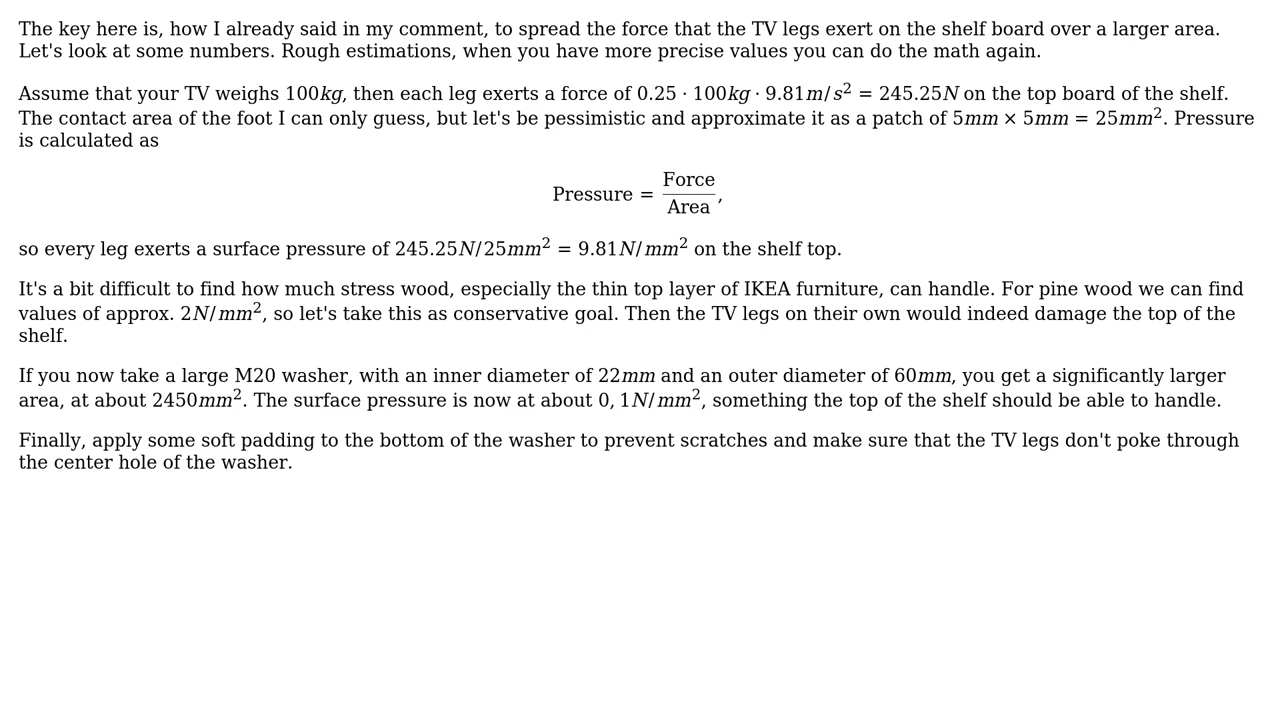 The key here is, how I already said in my comment, to spread the force that the TV legs exert on the shelf board over a larger area.
Let's look at some numbers. Rough estimations, when you have more precise values you can do the math again.
Assume that your TV weighs 100kg, then each leg exerts a force of 0.25 · 100kg · 9.81m/s² = 245.25N on the top board of the shelf.
The contact area of the foot I can only guess, but let's be pessimistic and approximate it as a patch of 5mm × 5mm = 25mm². Pressure
is calculated as
Pressure = Force/Area,
so every leg exerts a surface pressure of 245.25N/25mm² = 9.81N/mm² on the shelf top.
It's a bit difficult to find how much stress wood, especially the thin top layer of IKEA furniture, can handle. For pine wood we can find
values of approx. 2N/mm², so let's take this as conservative goal. Then the TV legs on their own would indeed damage the top of the
shelf.
If you now take a large M20 washer, with an inner diameter of 22mm and an outer diameter of 60mm, you get a significantly larger
area, at about 2450mm². The surface pressure is now at about 0, 1N/mm², something the top of the shelf should be able to handle.
Finally, apply some soft padding to the bottom of the washer to prevent scratches and make sure that the TV legs don't poke through
the center hole of the washer.